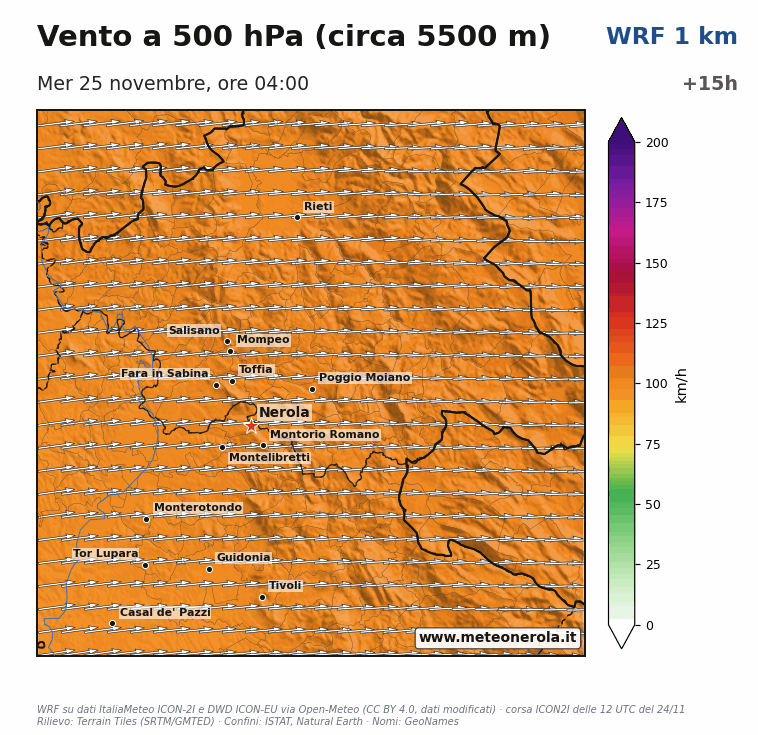 Vento a 500 hPa (circa 5500 m)
WRF 1 km
Mer 25 novembre, ore 04:00
+15h
Rieti
Salisano
Mompeo
Fara in Sabina
Toffia
Poggio Moiano
Nerola
Montorio Romano
Montelibretti
Monterotondo
Tor Lupara
Guidonia
Tivoli
Casal de' Pazzi
www.meteonerola.it
200
175
150
125
100
75
50
25
0
km/h
WRF su dati ItaliaMeteo ICON-2I e DWD ICON-EU via Open-Meteo (CC BY 4.0, dati modificati) · corsa ICON2I delle 12 UTC del 24/11
Rilievo: Terrain Tiles (SRTM/GMTED) · Confini: ISTAT, Natural Earth · Nomi: GeoNames